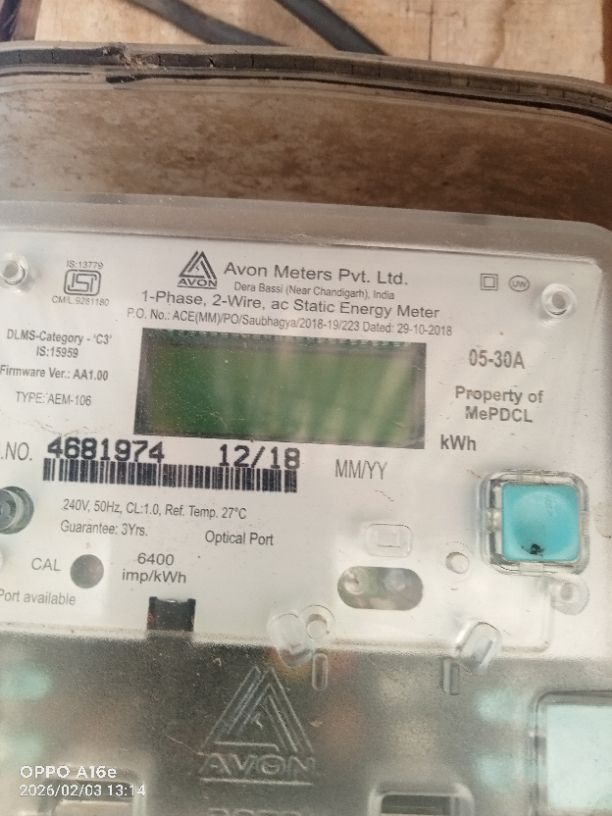 IS:13779
CM/L 9281180
AVON
Avon Meters Pvt. Ltd.
Dera Bassi (Near Chandigarh), India
1-Phase, 2-Wire, ac Static Energy Meter
P.O. No.: ACE(MM)/PO/Saubhagya/2018-19/223 Dated: 29-10-2018
UW
DLMS-Category - 'C3'
IS:15959
Firmware Ver.: AA1.00
TYPE: AEM-106
05-30A
Property of
MePDCL
kWh
.NO. 4681974 12/18
MM/YY
240V, 50Hz, CL:1.0, Ref. Temp. 27°C
Guarantee: 3Yrs.
Optical Port
CAL
6400
imp/kWh
Port available
AVON
OPPO A16e
2026/02/03 13:14